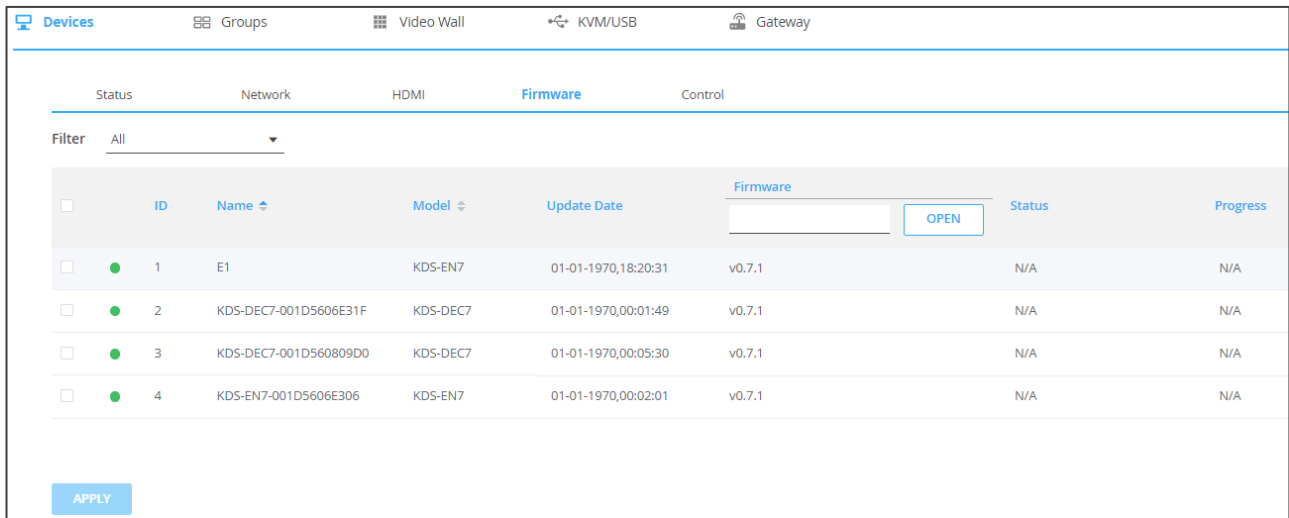 Devices Groups Video Wall KVM/USB Gateway
Status Network HDMI Firmware Control
Filter All
Firmware
ID Name Model Update Date OPEN Status Progress
1 E1 KDS-EN7 01-01-1970,18:20:31 v0.7.1 N/A N/A
2 KDS-DEC7-001D5606E31F KDS-DEC7 01-01-1970,00:01:49 v0.7.1 N/A N/A
3 KDS-DEC7-001D560809D0 KDS-DEC7 01-01-1970,00:05:30 v0.7.1 N/A N/A
4 KDS-EN7-001D5606E306 KDS-EN7 01-01-1970,00:02:01 v0.7.1 N/A N/A
APPLY